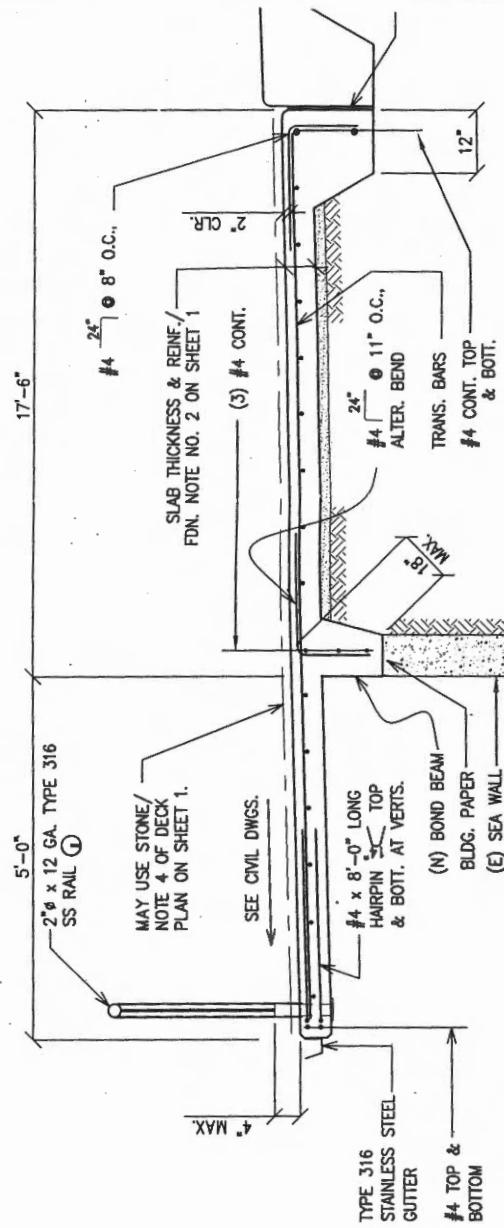 5'-0"
17'-6"
2"ø x 12 GA. TYPE 316
SS RAIL 1
#4 24" @ 8" O.C.,
MAY USE STONE/
NOTE 4 OF DECK
PLAN ON SHEET 1.
SLAB THICKNESS & REINF./
FDN. NOTE NO. 2 ON SHEET 1
2" CLR.
(3) #4 CONT.
SEE CIVIL DWGS.
4" MAX.
TYPE 316
STAINLESS STEEL
GUTTER
#4 TOP &
BOTTOM
#4 x 8'-0" LONG
HAIRPIN TOP
& BOTT. AT VERTS.
(N) BOND BEAM
BLDG. PAPER
(E) SEA WALL
18"
MAX.
#4 24" @ 11" O.C.,
ALTER. BEND
TRANS. BARS
#4 CONT. TOP
& BOTT.
12"